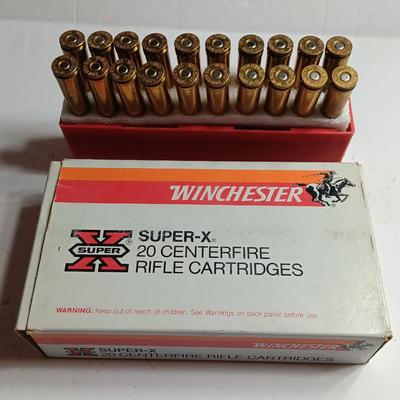 WINCHESTER
X
SUPER
®
SUPER-X®
20 CENTERFIRE
RIFLE CARTRIDGES
WARNING: Keep out of reach of children. See Warnings on back panel before use.
X
SUPER
SUPER-X
20 CENTERFIRE RIFLE CARTRIDGES